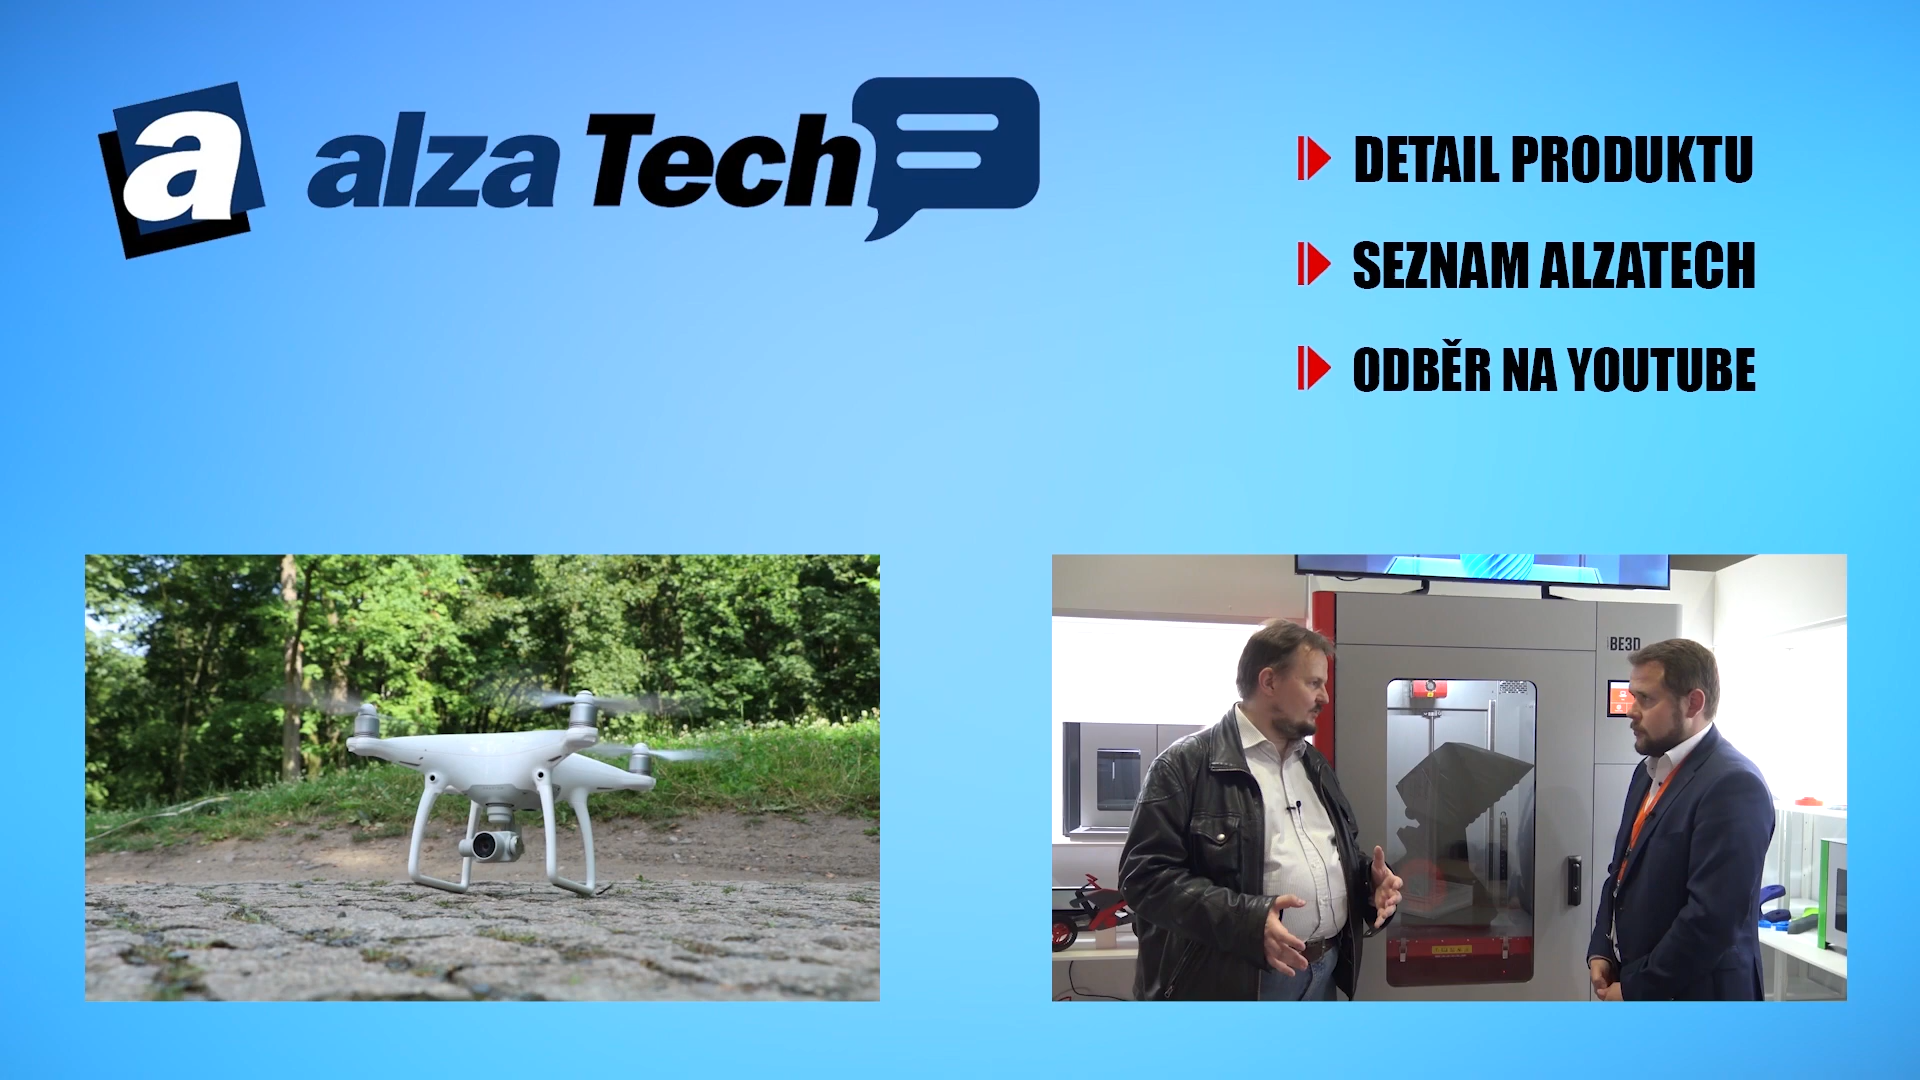 a alza Tech
DETAIL PRODUKTU
SEZNAM ALZATECH
ODBĚR NA YOUTUBE
BE3D